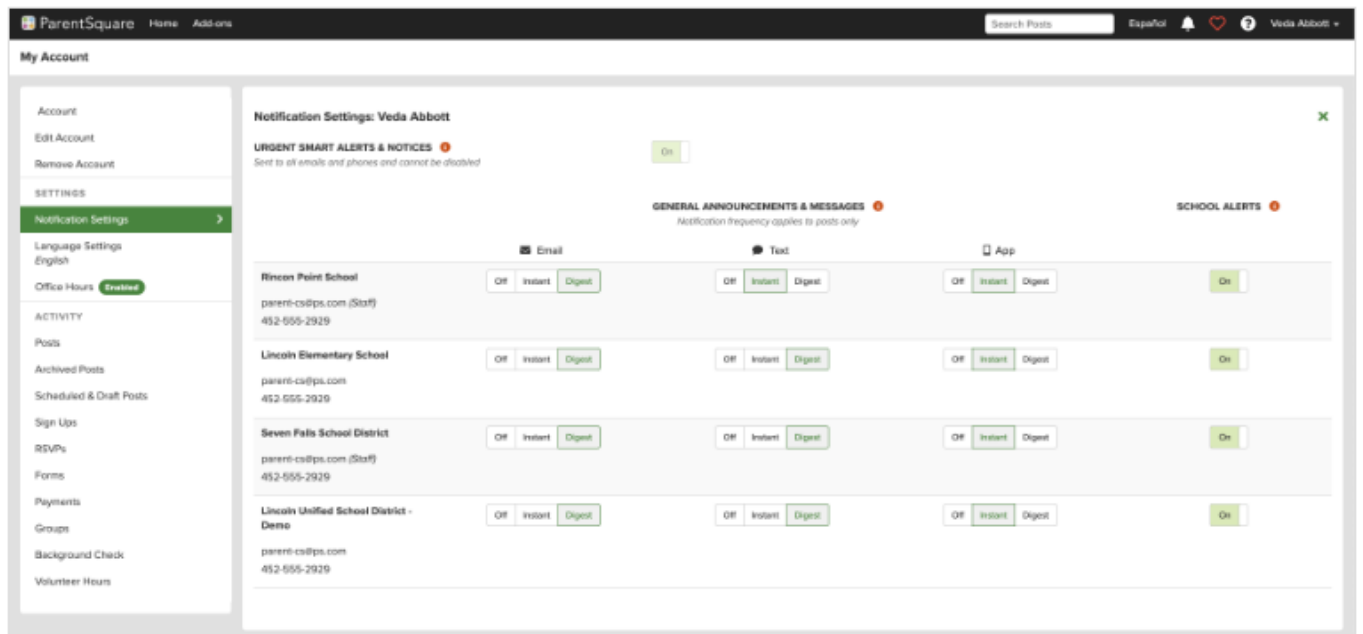 ParentSquare Home Add-ons Search Posts Español Veda Abbott
My Account
Account
Edit Account
Remove Account
SETTINGS
Notification Settings
Language Settings
English
Office Hours Enabled
ACTIVITY
Posts
Archived Posts
Scheduled & Draft Posts
Sign Ups
RSVPs
Forms
Payments
Groups
Background Check
Volunteer Hours
Notification Settings: Veda Abbott
URGENT SMART ALERTS & NOTICES
On
Sent to all emails and phones and cannot be disabled
GENERAL ANNOUNCEMENTS & MESSAGES SCHOOL ALERTS
Notification frequency applies to posts only
Email Text App
Rincon Point School Off Instant Digest Off Instant Digest Off Instant Digest On
parent-cs@ps.com (Staff)
452-555-2929
Lincoln Elementary School Off Instant Digest Off Instant Digest Off Instant Digest On
parent-cs@ps.com
452-555-2929
Seven Falls School District Off Instant Digest Off Instant Digest Off Instant Digest On
parent-cs@ps.com (Staff)
452-555-2929
Lincoln Unified School District - Off Instant Digest Off Instant Digest Off Instant Digest On
Demo
parent-cs@ps.com
452-555-2929